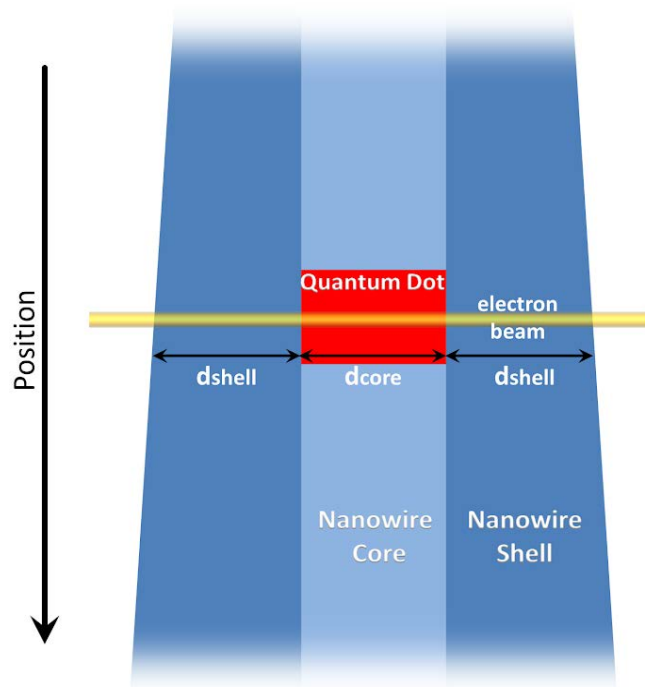 Position
Quantum Dot
electron
beam
dshell
dcore
dshell
Nanowire
Core
Nanowire
Shell